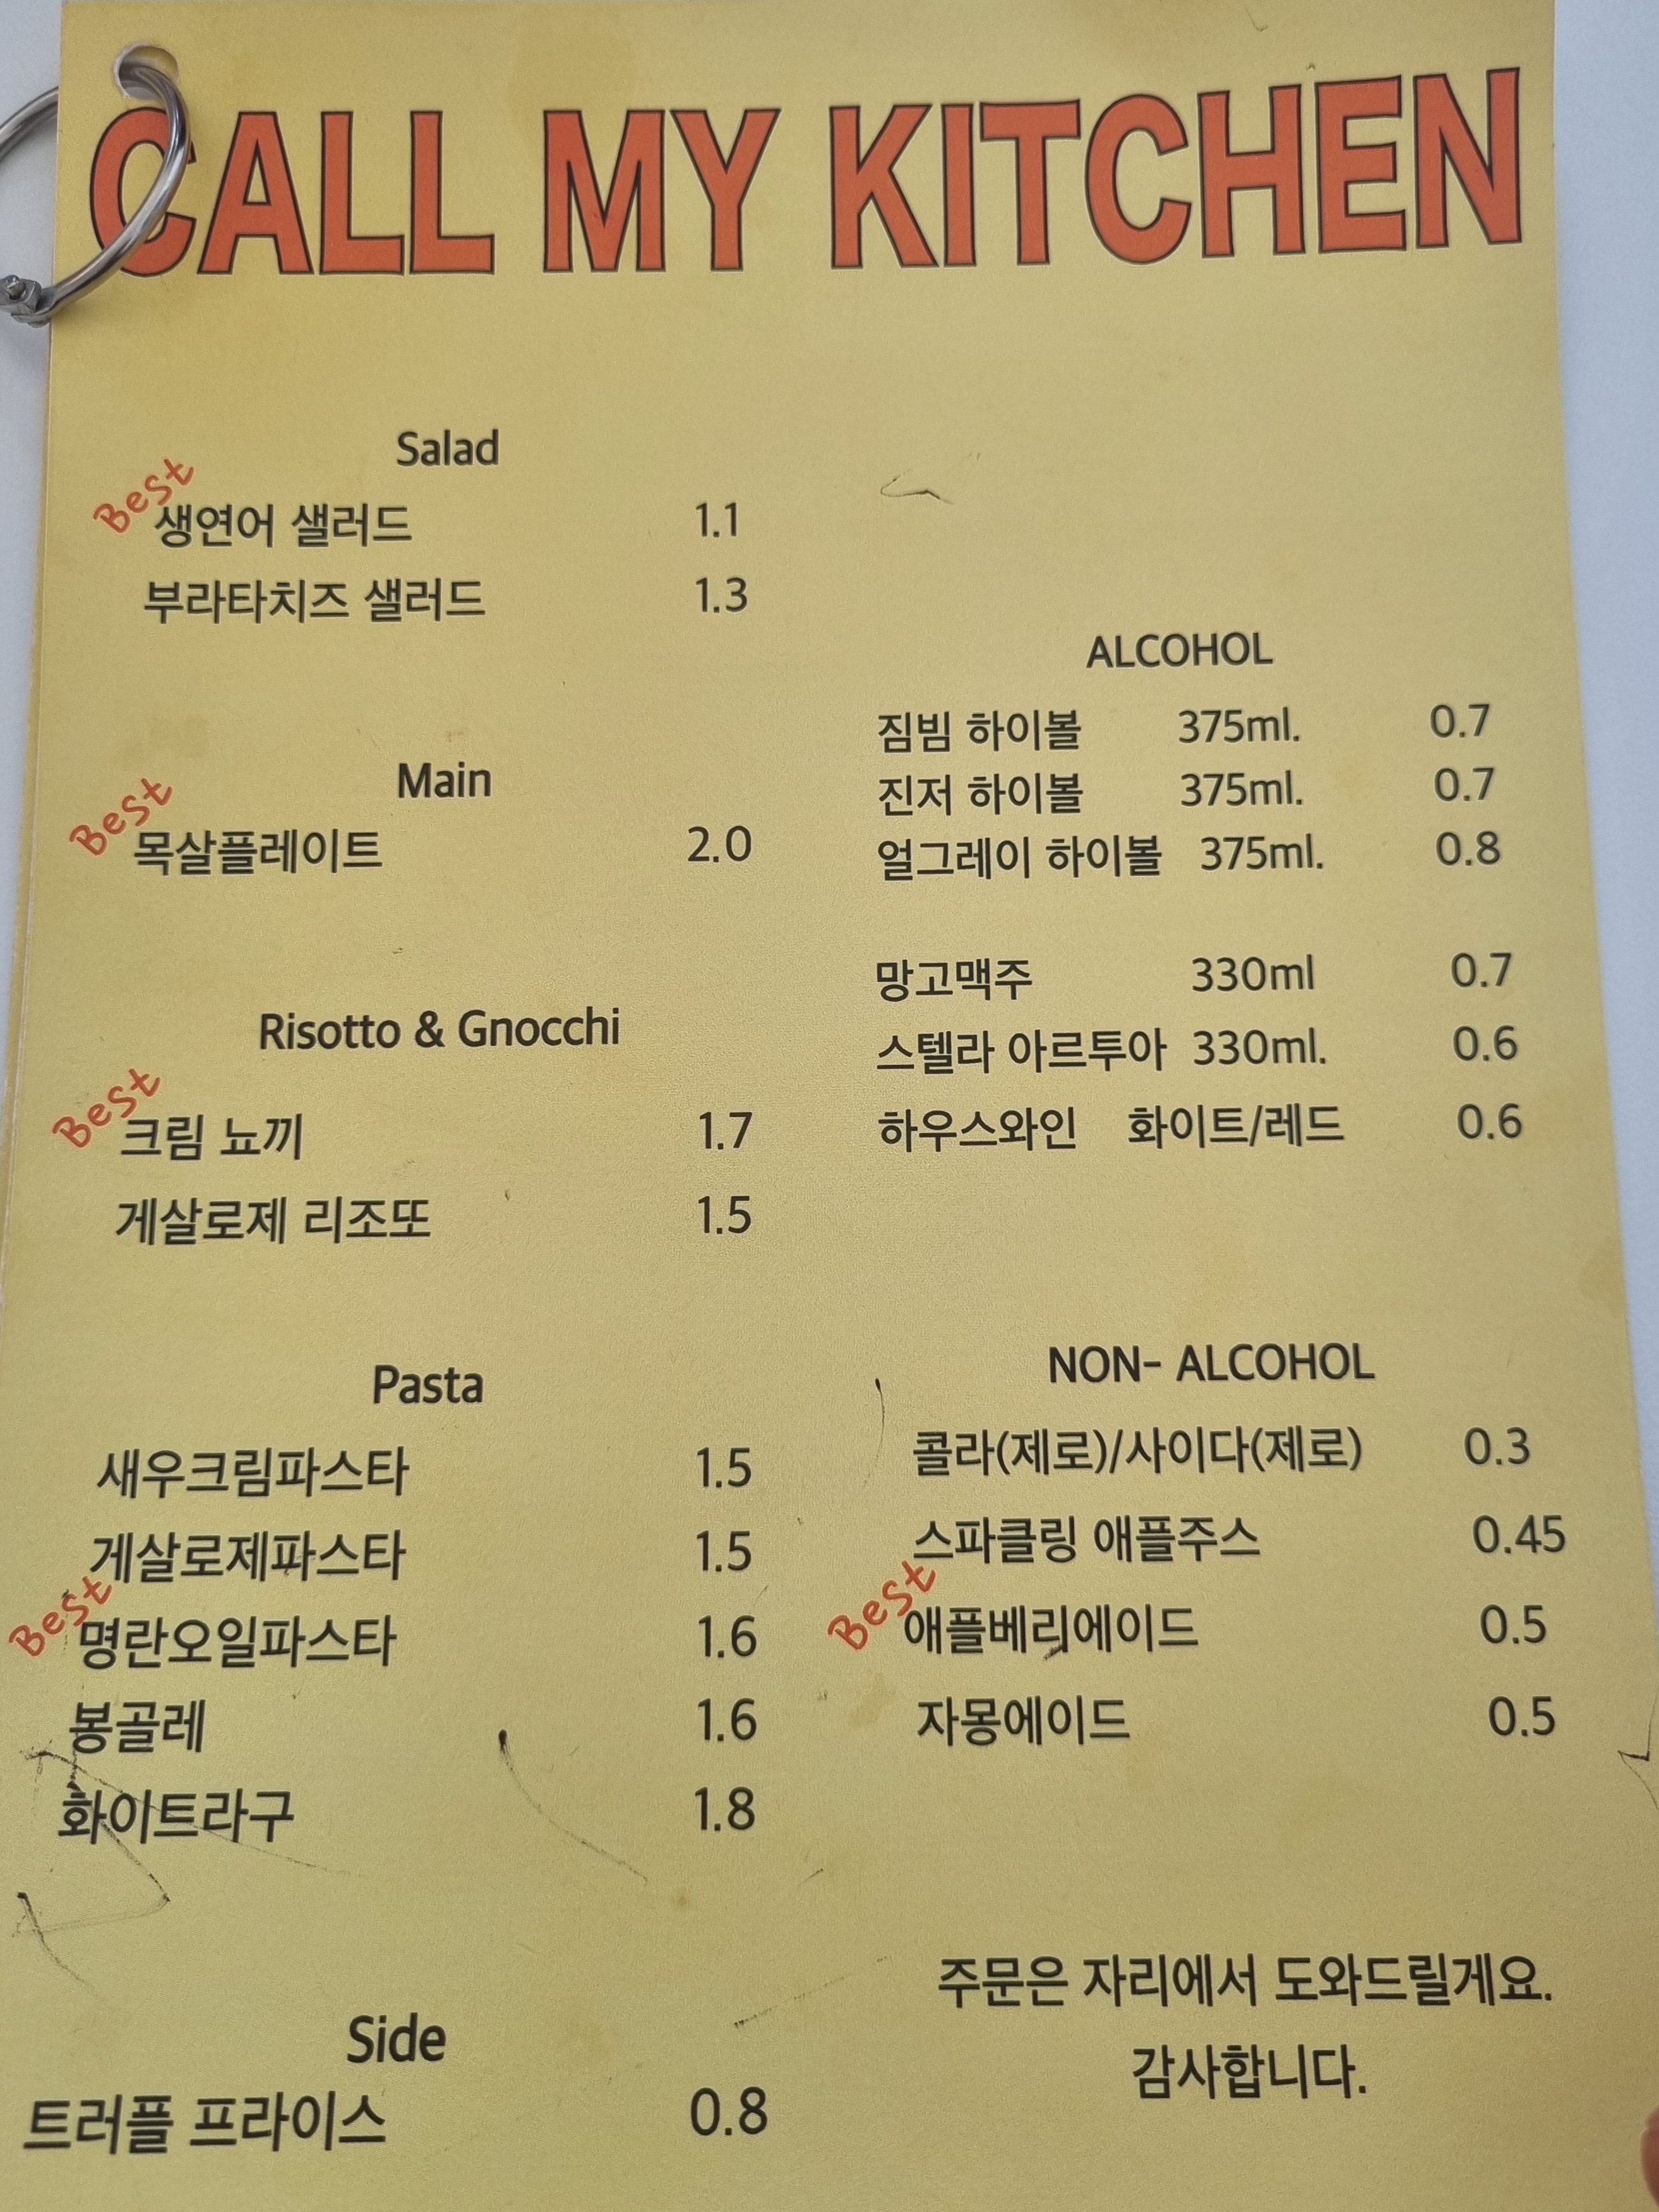 CALL MY KITCHEN
Salad
Best
생연어 샐러드 1.1
부라타치즈 샐러드 1.3
Main
Best
목살플레이트 2.0
Risotto & Gnocchi
Best
크림 뇨끼 1.7
게살로제 리조또 1.5
Pasta
새우크림파스타 1.5
게살로제파스타 1.5
Best
명란오일파스타 1.6
봉골레 1.6
화이트라구 1.8
Side
트러플 프라이스 0.8
ALCOHOL
짐빔 하이볼 375ml. 0.7
진저 하이볼 375ml. 0.7
얼그레이 하이볼 375ml. 0.8
망고맥주 330ml 0.7
스텔라 아르투아 330ml. 0.6
하우스와인 화이트/레드 0.6
NON- ALCOHOL
콜라(제로)/사이다(제로) 0.3
스파클링 애플주스 0.45
Best
애플베리에이드 0.5
자몽에이드 0.5
주문은 자리에서 도와드릴게요.
감사합니다.